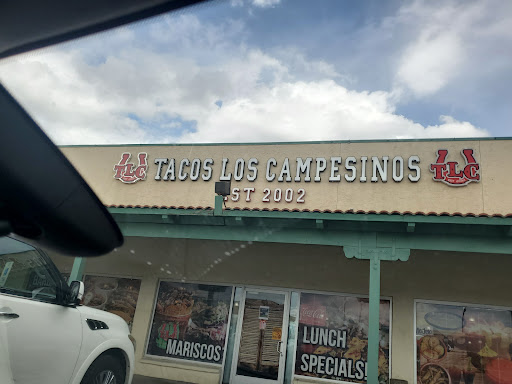 TLC TACOS LOS CAMPESINOS TLC
EST 2002
MARISCOS
LUNCH
SPECIALS!